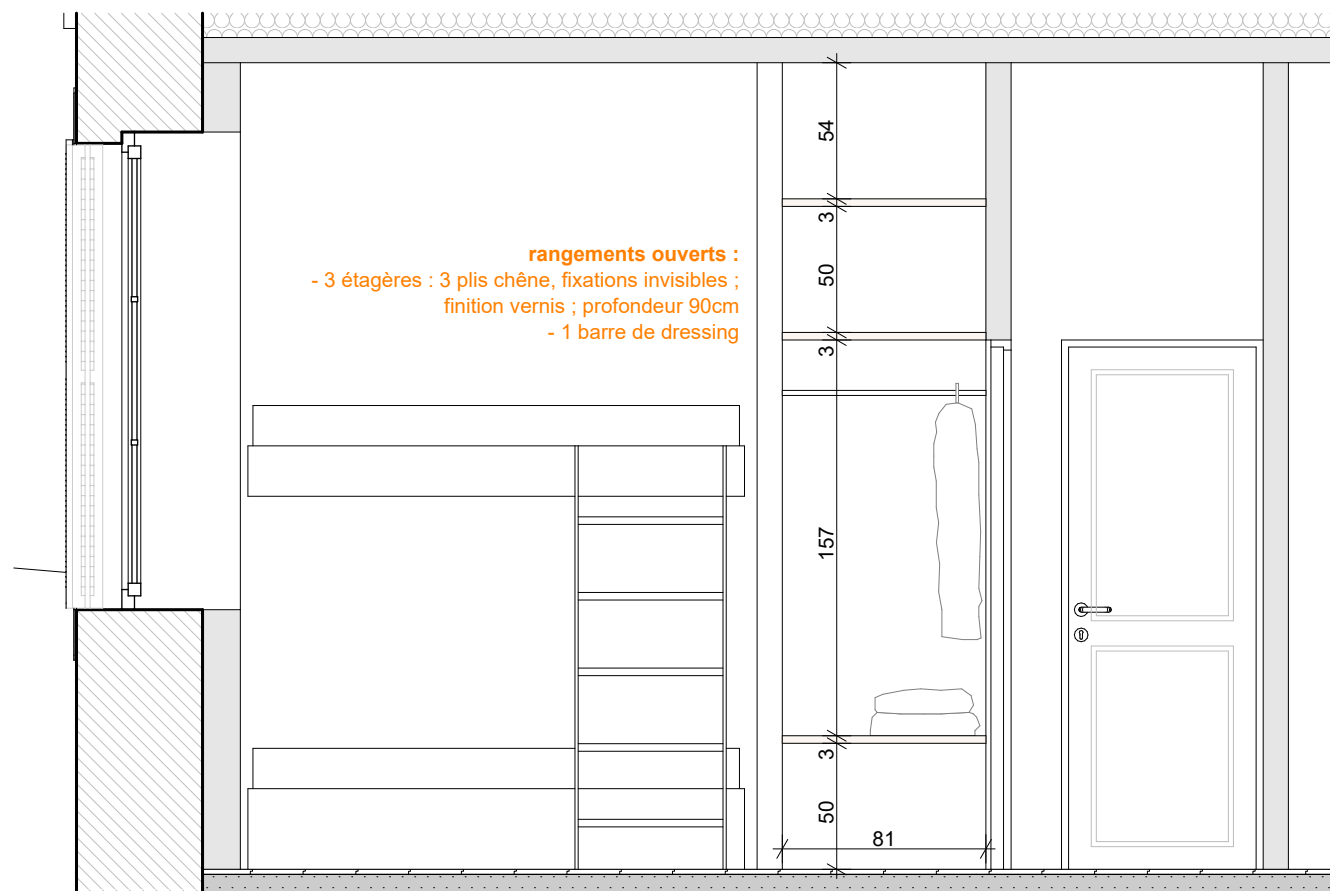 54
3
rangements ouverts :
- 3 étagères : 3 plis chêne, fixations invisibles ;
finition vernis ; profondeur 90cm
- 1 barre de dressing
50
3
157
3
50
81